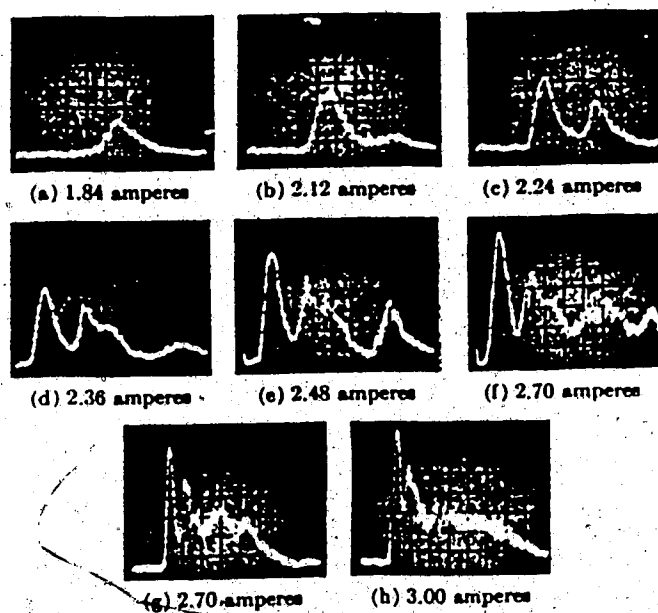 (a) 1.84 amperes
(b) 2.12 amperes
(c) 2.24 amperes
(d) 2.36 amperes
(e) 2.48 amperes
(f) 2.70 amperes
(g) 2.70 amperes
(h) 3.00 amperes